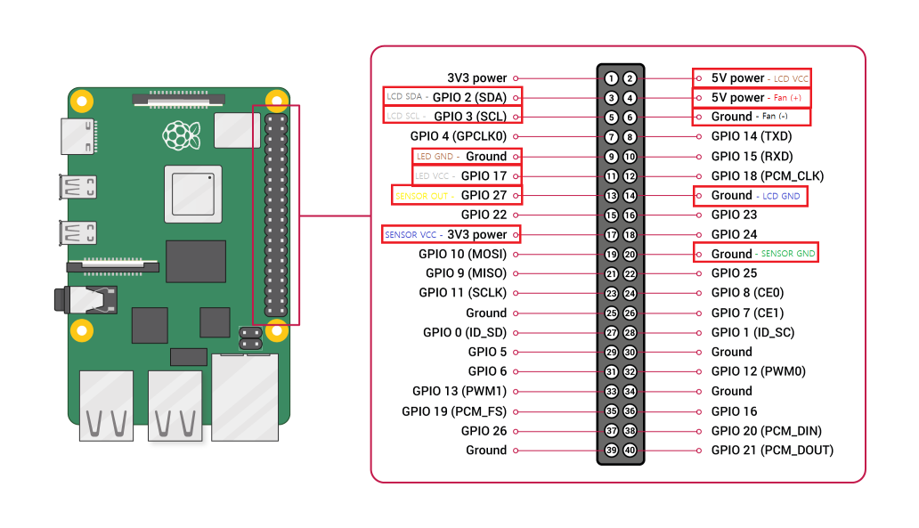 3V3 power 1 2 5V power - LCD VCC
LCD SDA - GPIO 2 (SDA) 3 4 5V power - Fan (+)
LCD SCL - GPIO 3 (SCL) 5 6 Ground - Fan (-)
GPIO 4 (GPCLK0) 7 8 GPIO 14 (TXD)
LED GND - Ground 9 10 GPIO 15 (RXD)
LED VCC - GPIO 17 11 12 GPIO 18 (PCM_CLK)
SENSOR OUT - GPIO 27 13 14 Ground - LCD GND
GPIO 22 15 16 GPIO 23
SENSOR VCC - 3V3 power 17 18 GPIO 24
GPIO 10 (MOSI) 19 20 Ground - SENSOR GND
GPIO 9 (MISO) 21 22 GPIO 25
GPIO 11 (SCLK) 23 24 GPIO 8 (CE0)
Ground 25 26 GPIO 7 (CE1)
GPIO 0 (ID_SD) 27 28 GPIO 1 (ID_SC)
GPIO 5 29 30 Ground
GPIO 6 31 32 GPIO 12 (PWM0)
GPIO 13 (PWM1) 33 34 Ground
GPIO 19 (PCM_FS) 35 36 GPIO 16
GPIO 26 37 38 GPIO 20 (PCM_DIN)
Ground 39 40 GPIO 21 (PCM_DOUT)